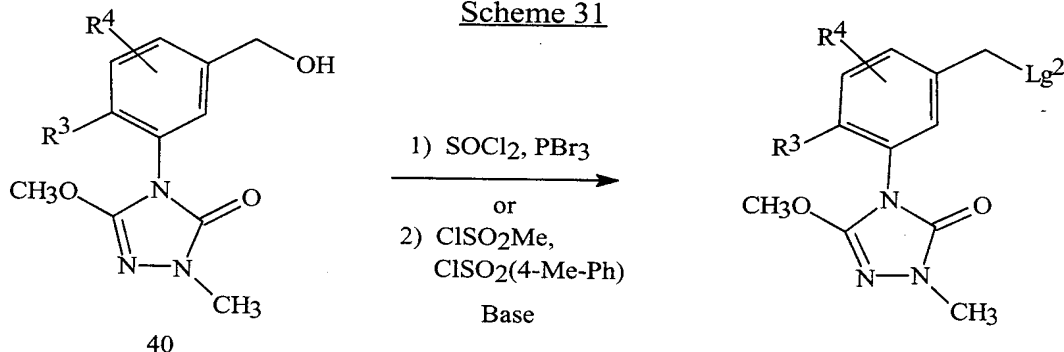 Scheme 31
R4
OH
R3
CH3O
N
O
N
N
CH3
40
1) SOCl2, PBr3
or
2) ClSO2Me,
ClSO2(4-Me-Ph)
Base
R4
Lg2
R3
CH3O
N
O
N
N
CH3